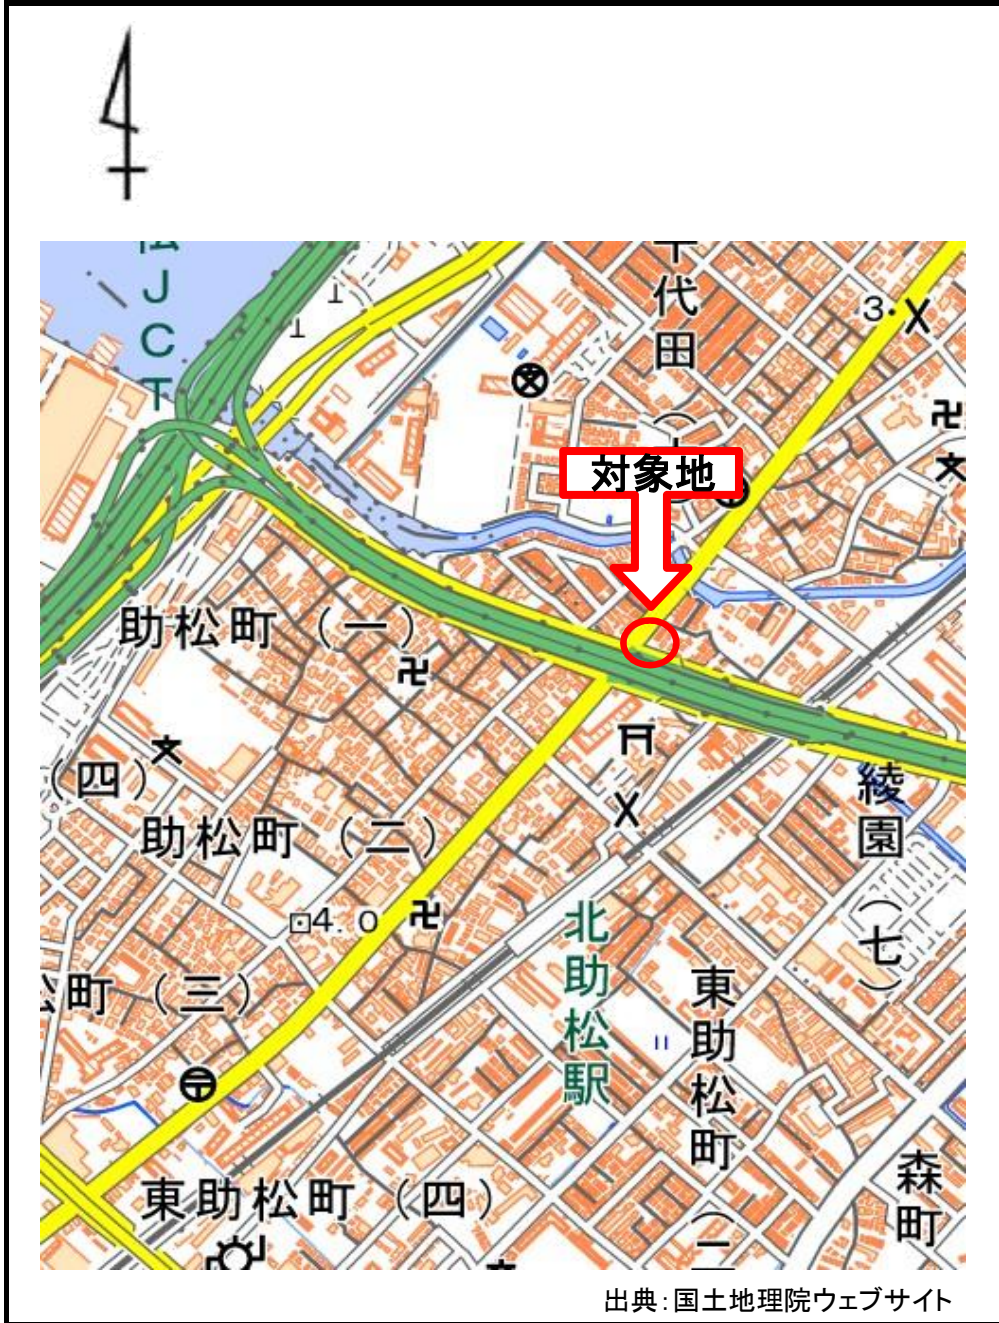 JCT
千代田
3.
対象地
助松町(一)
(四)
助松町(二)
綾園(七)
4.0
北助松駅
東助松町
町(三)
東助松町(四)
森町
出典:国土地理院ウェブサイト